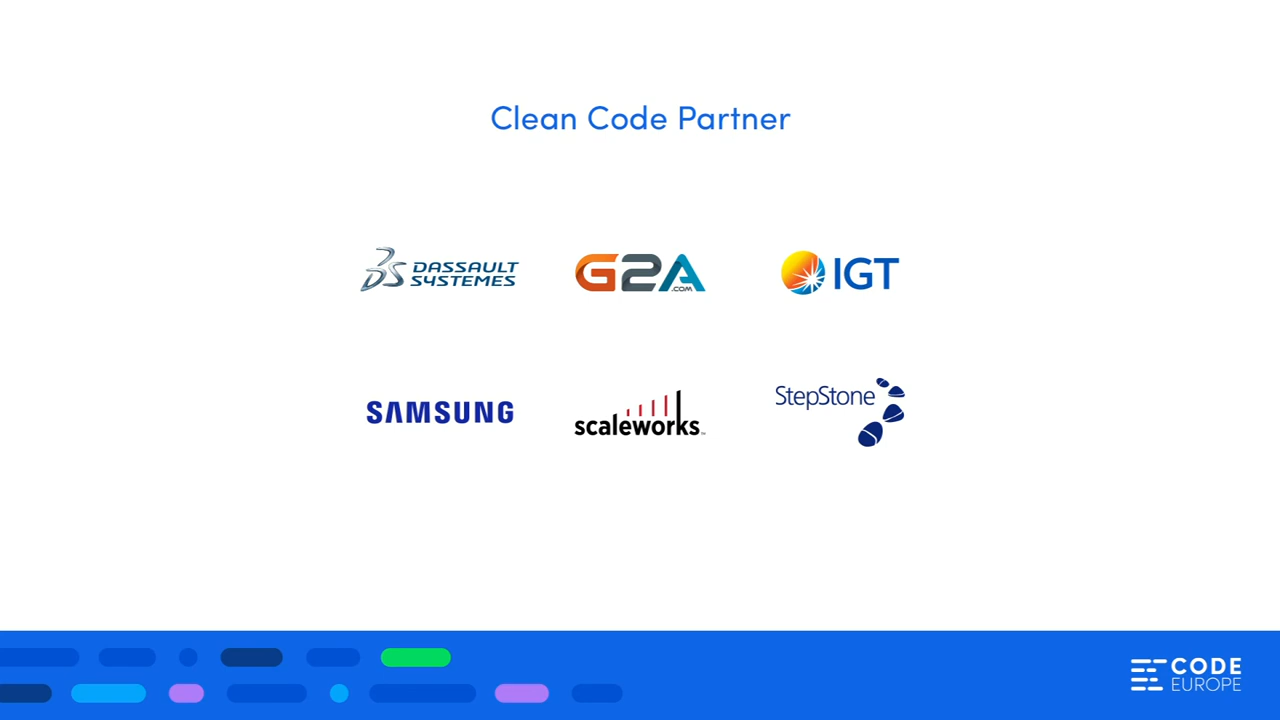 Clean Code Partner
DASSAULT
SYSTEMES
G2A
.COM
IGT
SAMSUNG
scaleworks
StepStone
CODE
EUROPE